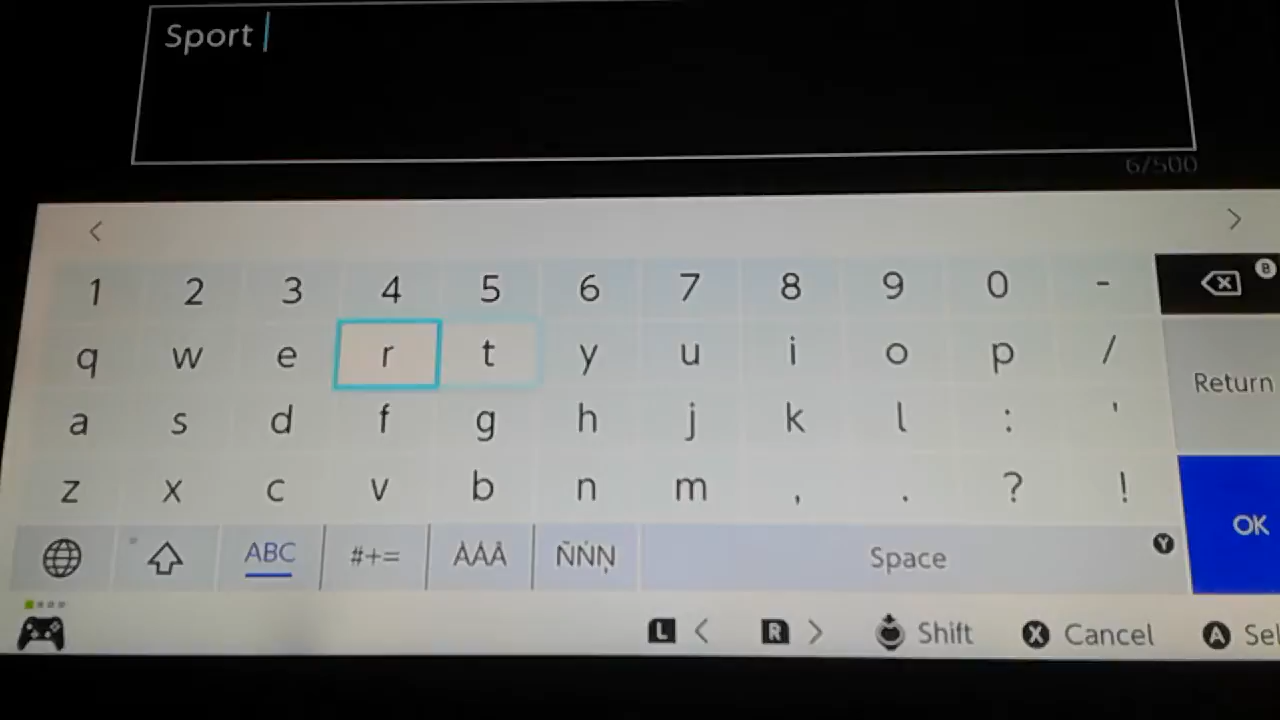 Sport
6/500
< >
1 2 3 4 5 6 7 8 9 0 - B
q w e r t y u i o p /
Return
a s d f g h j k l : '
z x c v b n m , . ? !
OK
ABC #+= ÀÁÂ ÑŃŅ Space Y
L < R > Shift X Cancel A Sel